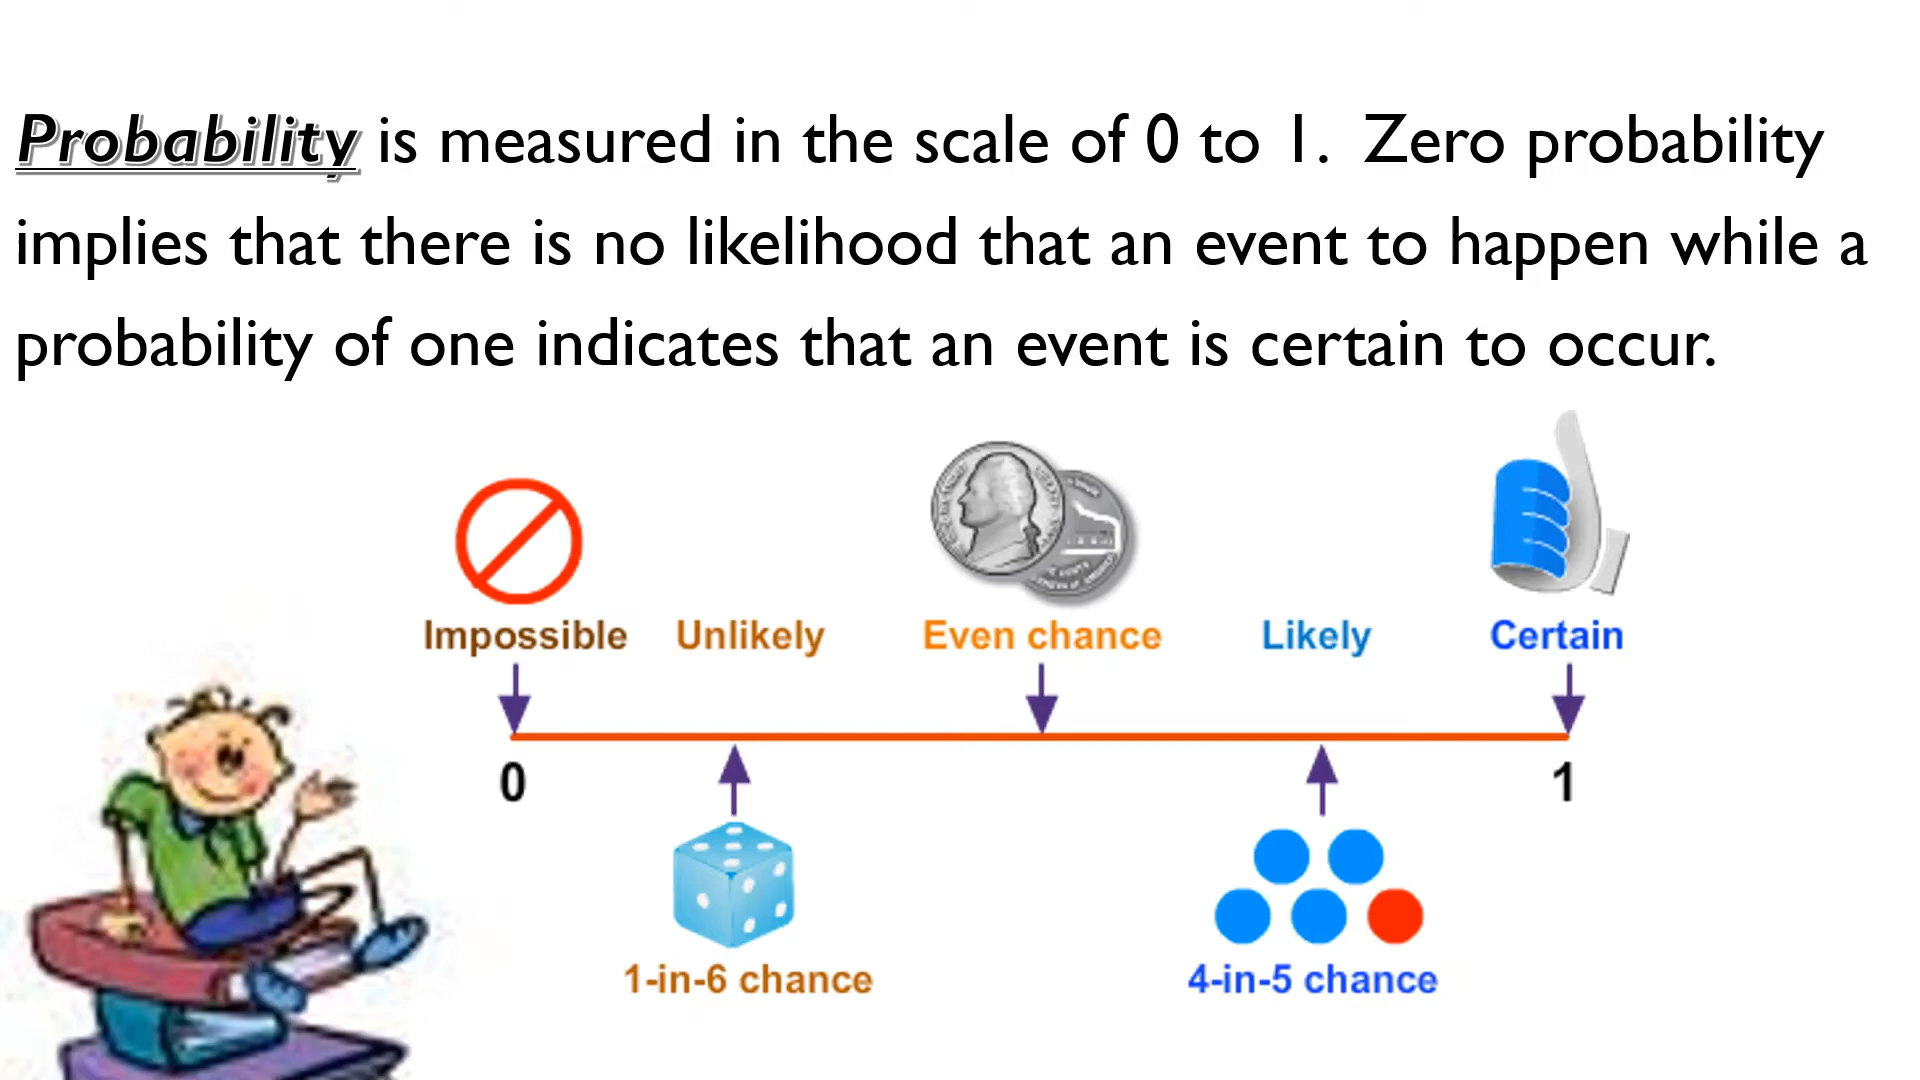 Probability is measured in the scale of 0 to 1. Zero probability
implies that there is no likelihood that an event to happen while a
probability of one indicates that an event is certain to occur.
Impossible Unlikely Even chance Likely Certain
0 1
1-in-6 chance 4-in-5 chance